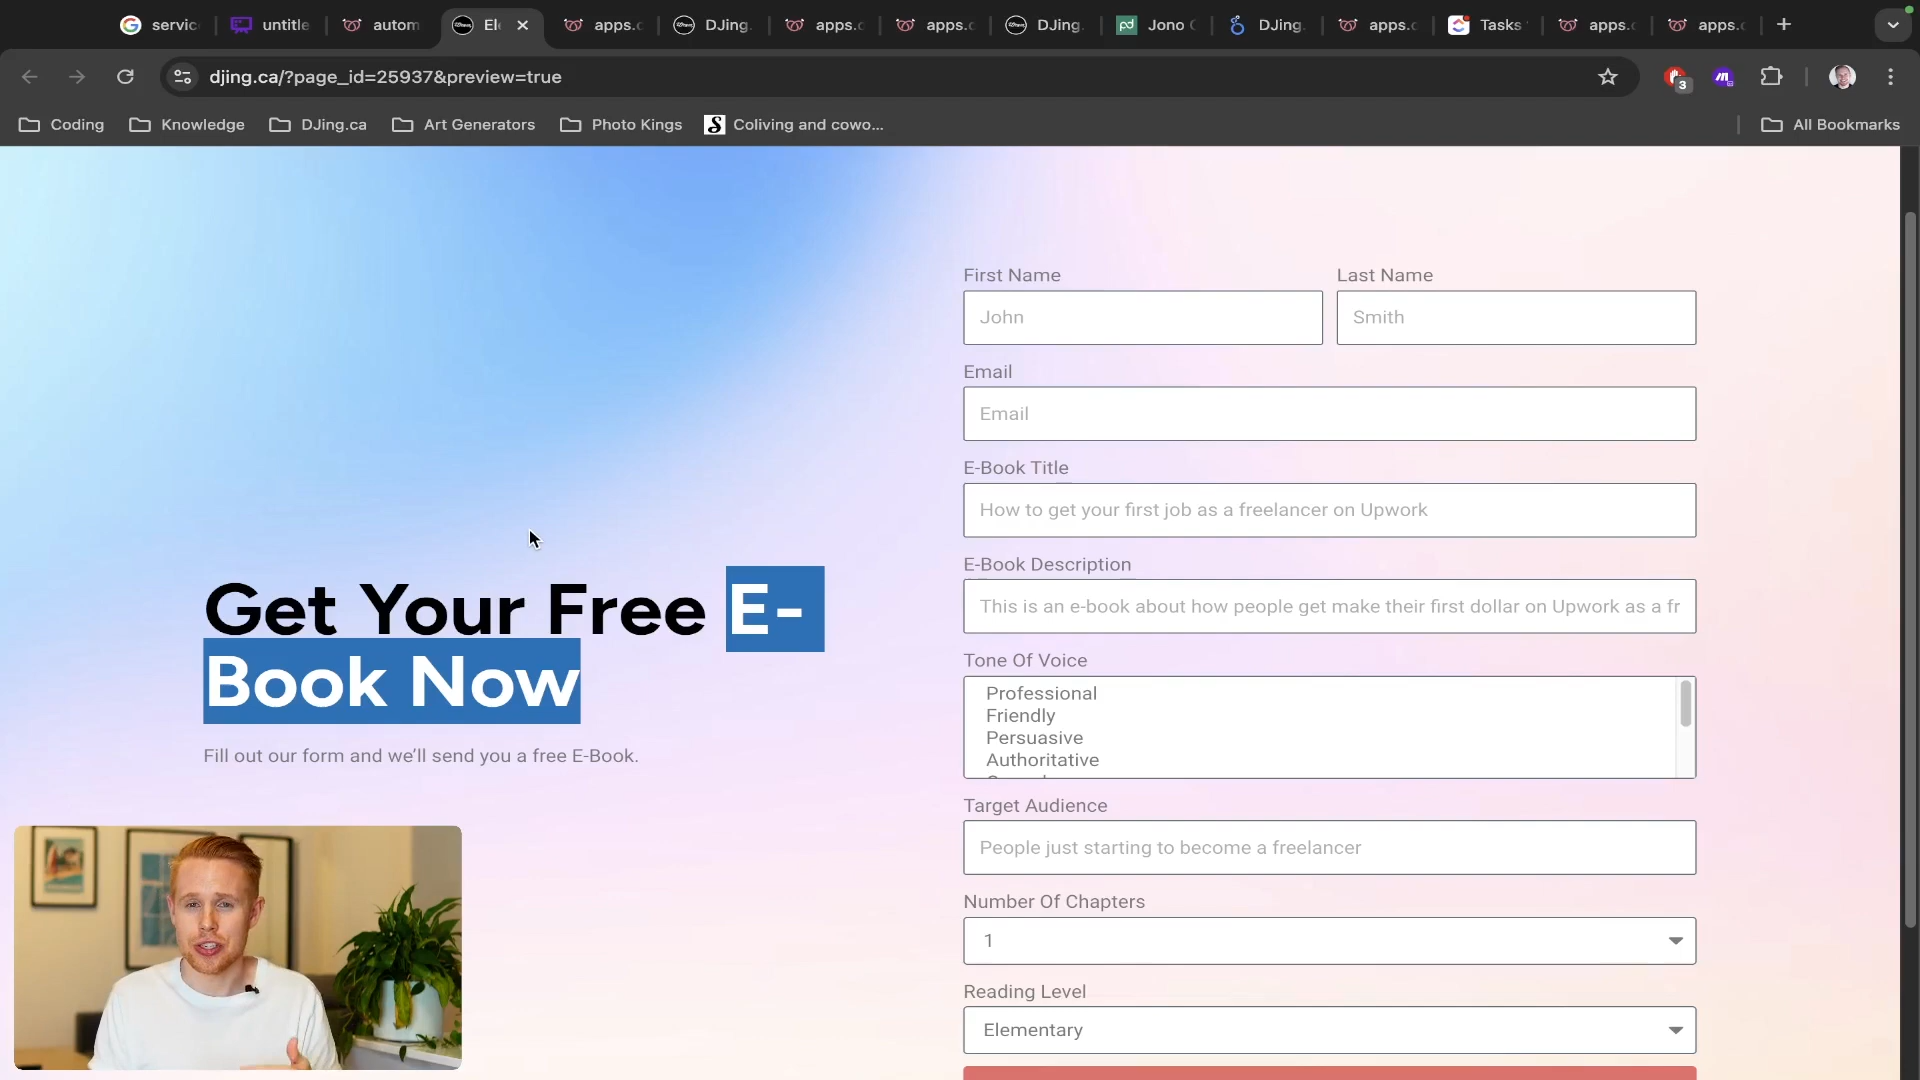 servic
untitle
autom
El
apps.c
DJing.
apps.c
apps.c
DJing.
Jono
DJing.
apps.c
Tasks
apps.c
apps.c
djing.ca/?page_id=25937&preview=true
3
Coding
Knowledge
DJing.ca
Art Generators
Photo Kings
Coliving and cowo...
All Bookmarks
First Name
Last Name
John
Smith
Email
Email
E-Book Title
How to get your first job as a freelancer on Upwork
E-Book Description
This is an e-book about how people get make their first dollar on Upwork as a fr
Get Your Free E-
Book Now
Fill out our form and we'll send you a free E-Book.
Tone Of Voice
Professional
Friendly
Persuasive
Authoritative
Target Audience
People just starting to become a freelancer
Number Of Chapters
1
Reading Level
Elementary